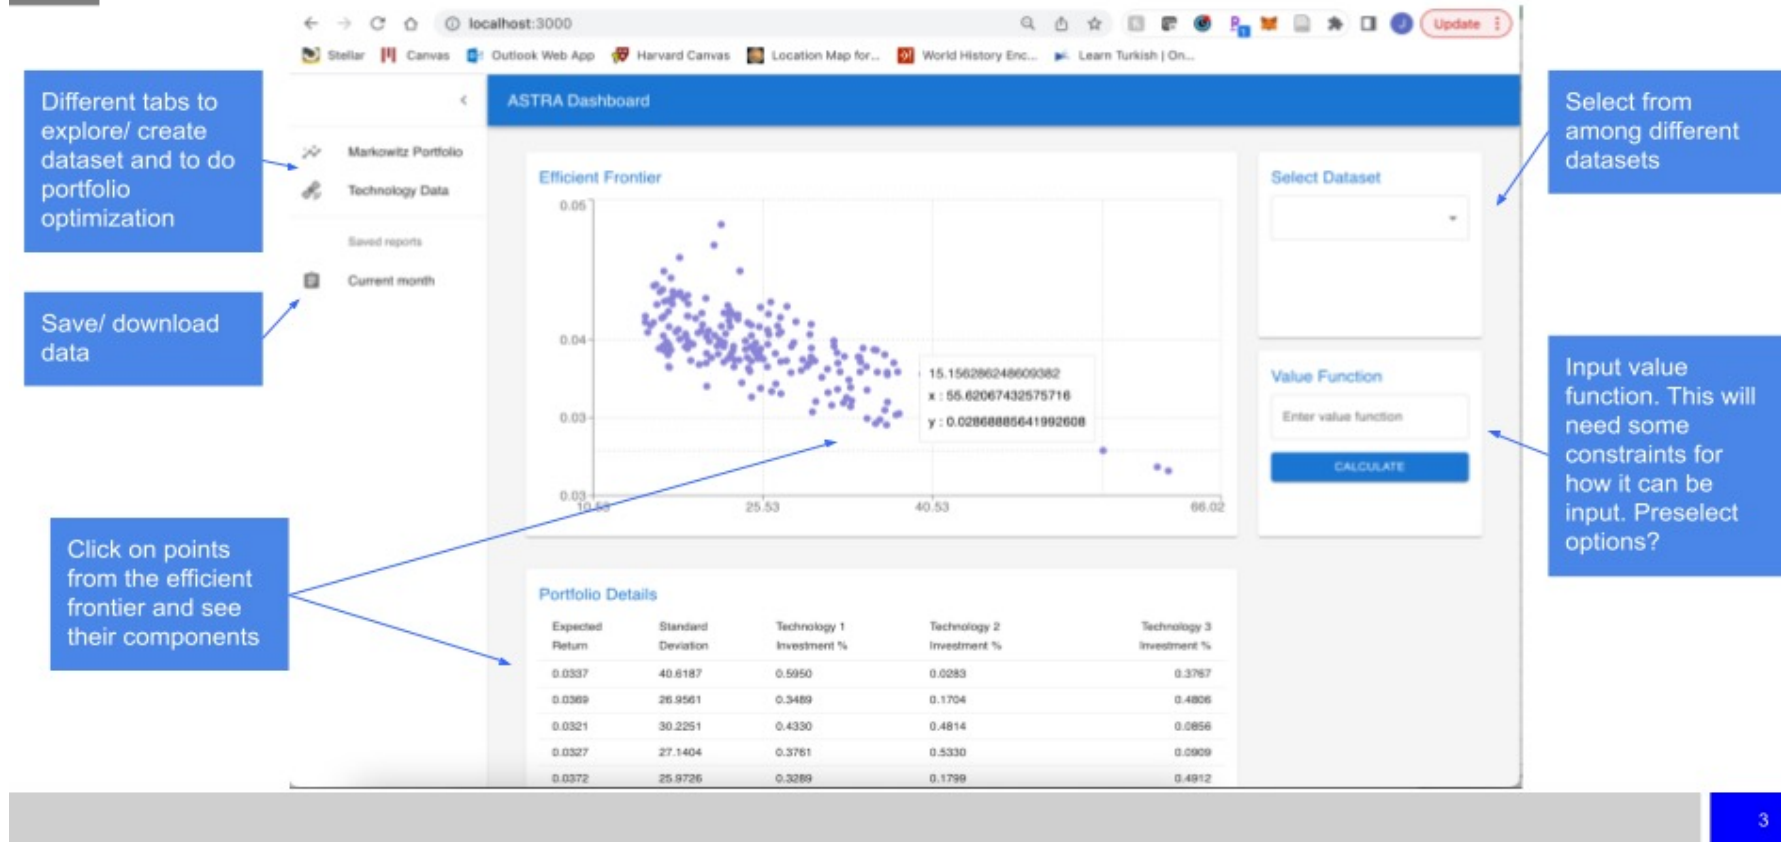 localhost:3000
Update
Stellar
Canvas
Outlook Web App
Harvard Canvas
Location Map for...
World History Enc...
Learn Turkish | On...
Different tabs to
explore/ create
dataset and to do
portfolio
optimization
Save/ download
data
Click on points
from the efficient
frontier and see
their components
Markowitz Portfolio
Technology Data
Saved reports
Current month
ASTRA Dashboard
Efficient Frontier
0.05
0.04
0.03
0.03
10.53
25.53
40.53
66.02
15.156286248609382
x : 55.62067432575716
y : 0.02868885641992608
Select Dataset
Value Function
Enter value function
CALCULATE
Select from
among different
datasets
Input value
function. This will
need some
constraints for
how it can be
input. Preselect
options?
Portfolio Details
Expected Return Standard Deviation Technology 1 Investment % Technology 2 Investment % Technology 3 Investment %
0.0337 40.6187 0.5950 0.0283 0.3767
0.0369 26.9561 0.3489 0.1704 0.4806
0.0321 30.2251 0.4330 0.4814 0.0856
0.0327 27.1404 0.3761 0.5330 0.0909
0.0372 25.9726 0.3289 0.1799 0.4912
3